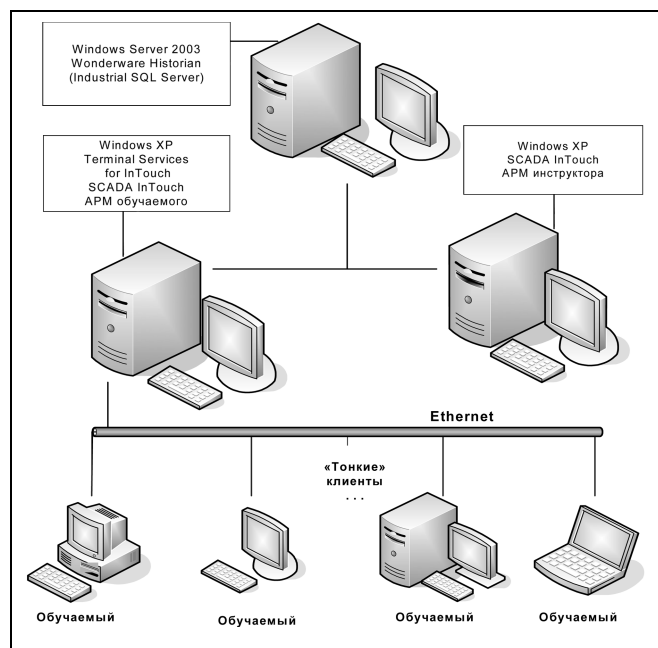 Windows Server 2003
Wonderware Historian
(Industrial SQL Server)
Windows XP
Terminal Services
for InTouch
SCADA InTouch
АРМ обучаемого
Windows XP
SCADA InTouch
АРМ инструктора
Ethernet
«Тонкие»
клиенты
...
Обучаемый
Обучаемый
Обучаемый
Обучаемый